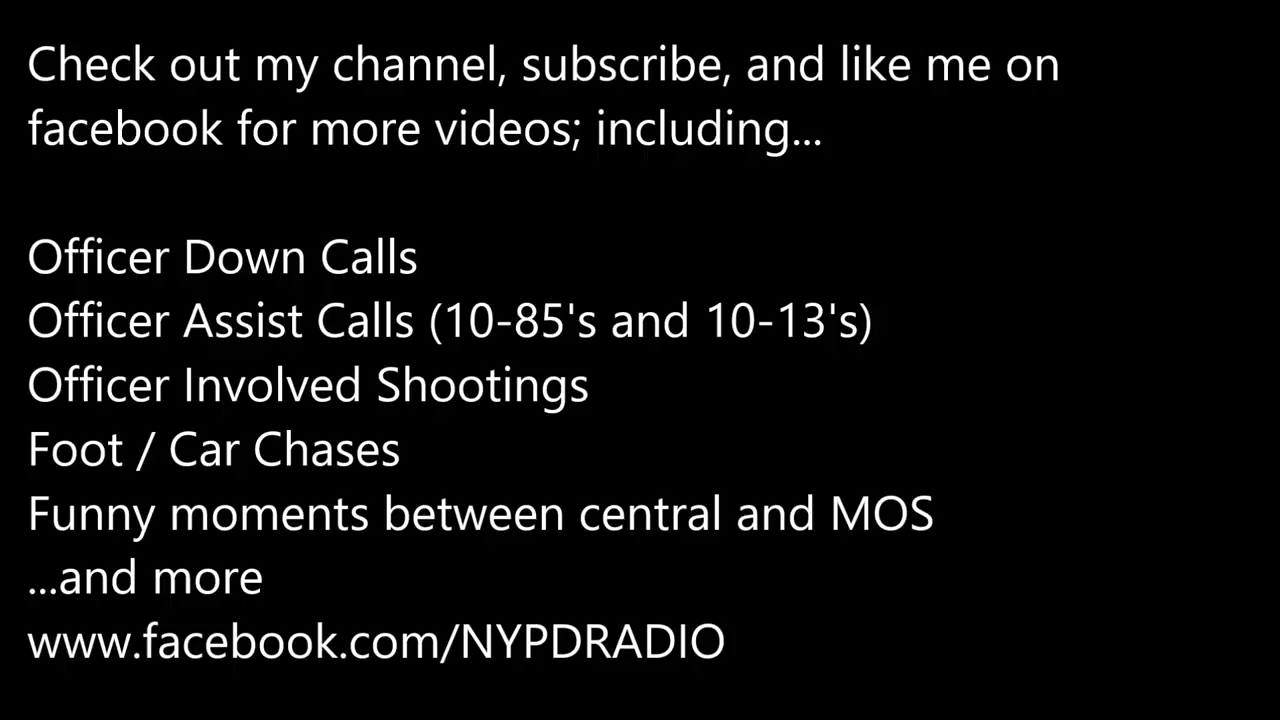 Check out my channel, subscribe, and like me on
facebook for more videos; including...
Officer Down Calls
Officer Assist Calls (10-85's and 10-13's)
Officer Involved Shootings
Foot / Car Chases
Funny moments between central and MOS
...and more
www.facebook.com/NYPDRADIO